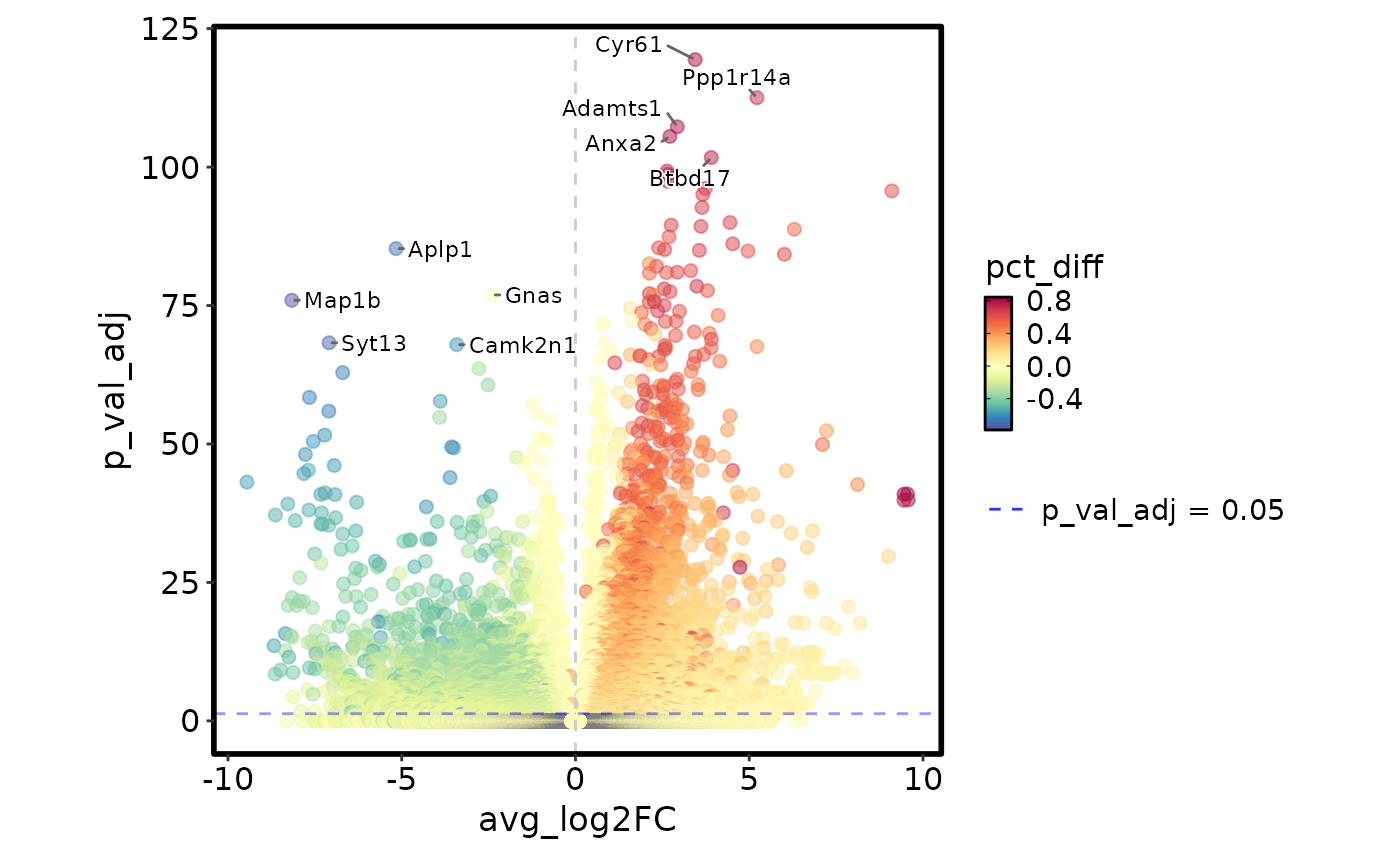 125
100
75
50
25
0
p_val_adj
Cyr61
Ppp1r14a
Adamts1
Anxa2
Btbd17
Aplp1
Map1b
Gnas
Syt13
Camk2n1
-10
-5
0
5
10
avg_log2FC
pct_diff
0.8
0.4
0.0
-0.4
p_val_adj = 0.05